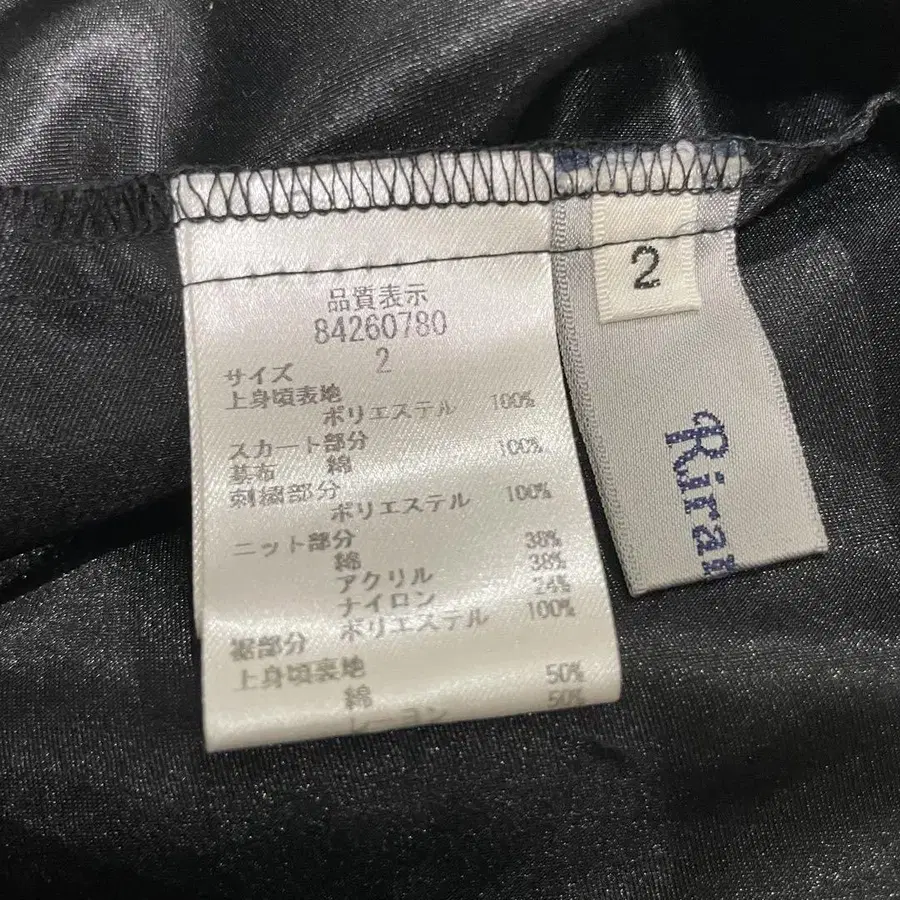 品質表示
84260780
サイズ 2
上身頃表地
ポリエステル 100%
スカート部分
基布 綿 100%
刺繍部分
ポリエステル 100%
ニット部分
綿 38%
アクリル 38%
ナイロン 24%
裾部分 ポリエステル 100%
上身頃裏地
綿 50%
レーヨン 50%
2
Rira